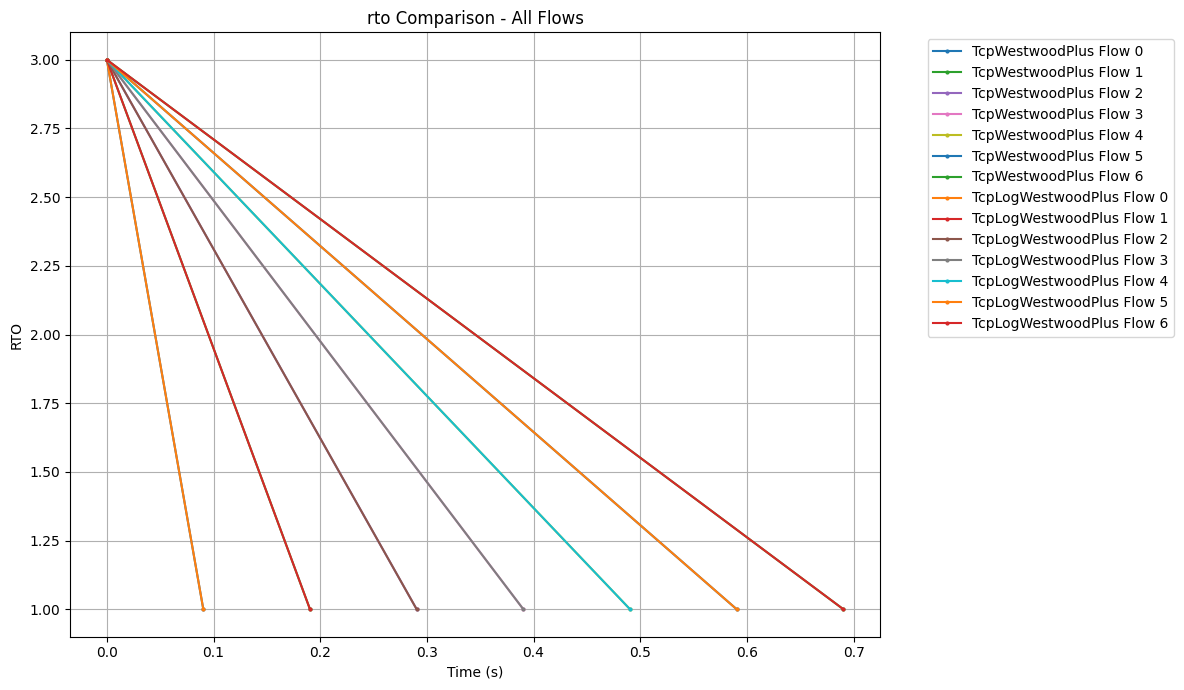 rto Comparison - All Flows
3.00
2.75
2.50
2.25
2.00
1.75
1.50
1.25
1.00
RTO
0.0 0.1 0.2 0.3 0.4 0.5 0.6 0.7
Time (s)
TcpWestwoodPlus Flow 0
TcpWestwoodPlus Flow 1
TcpWestwoodPlus Flow 2
TcpWestwoodPlus Flow 3
TcpWestwoodPlus Flow 4
TcpWestwoodPlus Flow 5
TcpWestwoodPlus Flow 6
TcpLogWestwoodPlus Flow 0
TcpLogWestwoodPlus Flow 1
TcpLogWestwoodPlus Flow 2
TcpLogWestwoodPlus Flow 3
TcpLogWestwoodPlus Flow 4
TcpLogWestwoodPlus Flow 5
TcpLogWestwoodPlus Flow 6